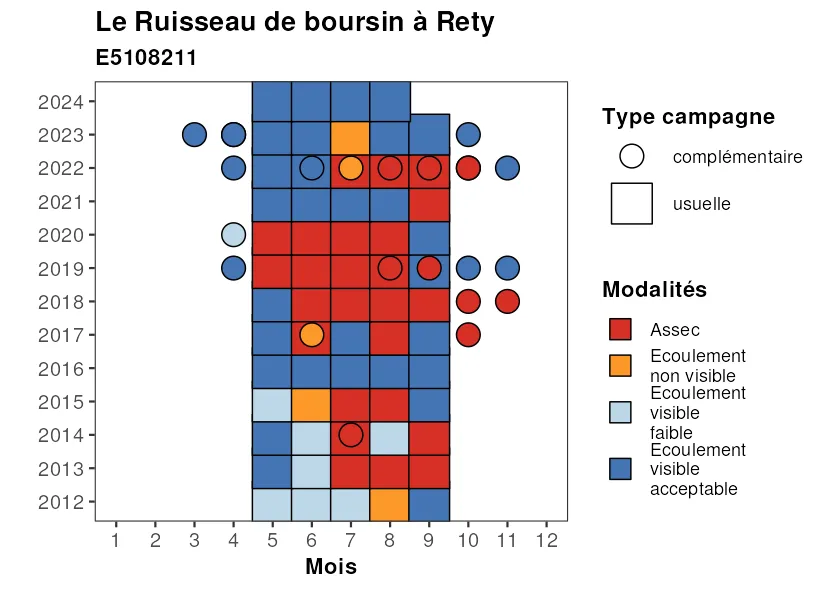 Le Ruisseau de boursin à Rety
E5108211
2024
2023
2022
2021
2020
2019
2018
2017
2016
2015
2014
2013
2012
1 2 3 4 5 6 7 8 9 10 11 12
Mois
Type campagne
complémentaire
usuelle
Modalités
Assec
Ecoulement
non visible
Ecoulement
visible
faible
Ecoulement
visible
acceptable